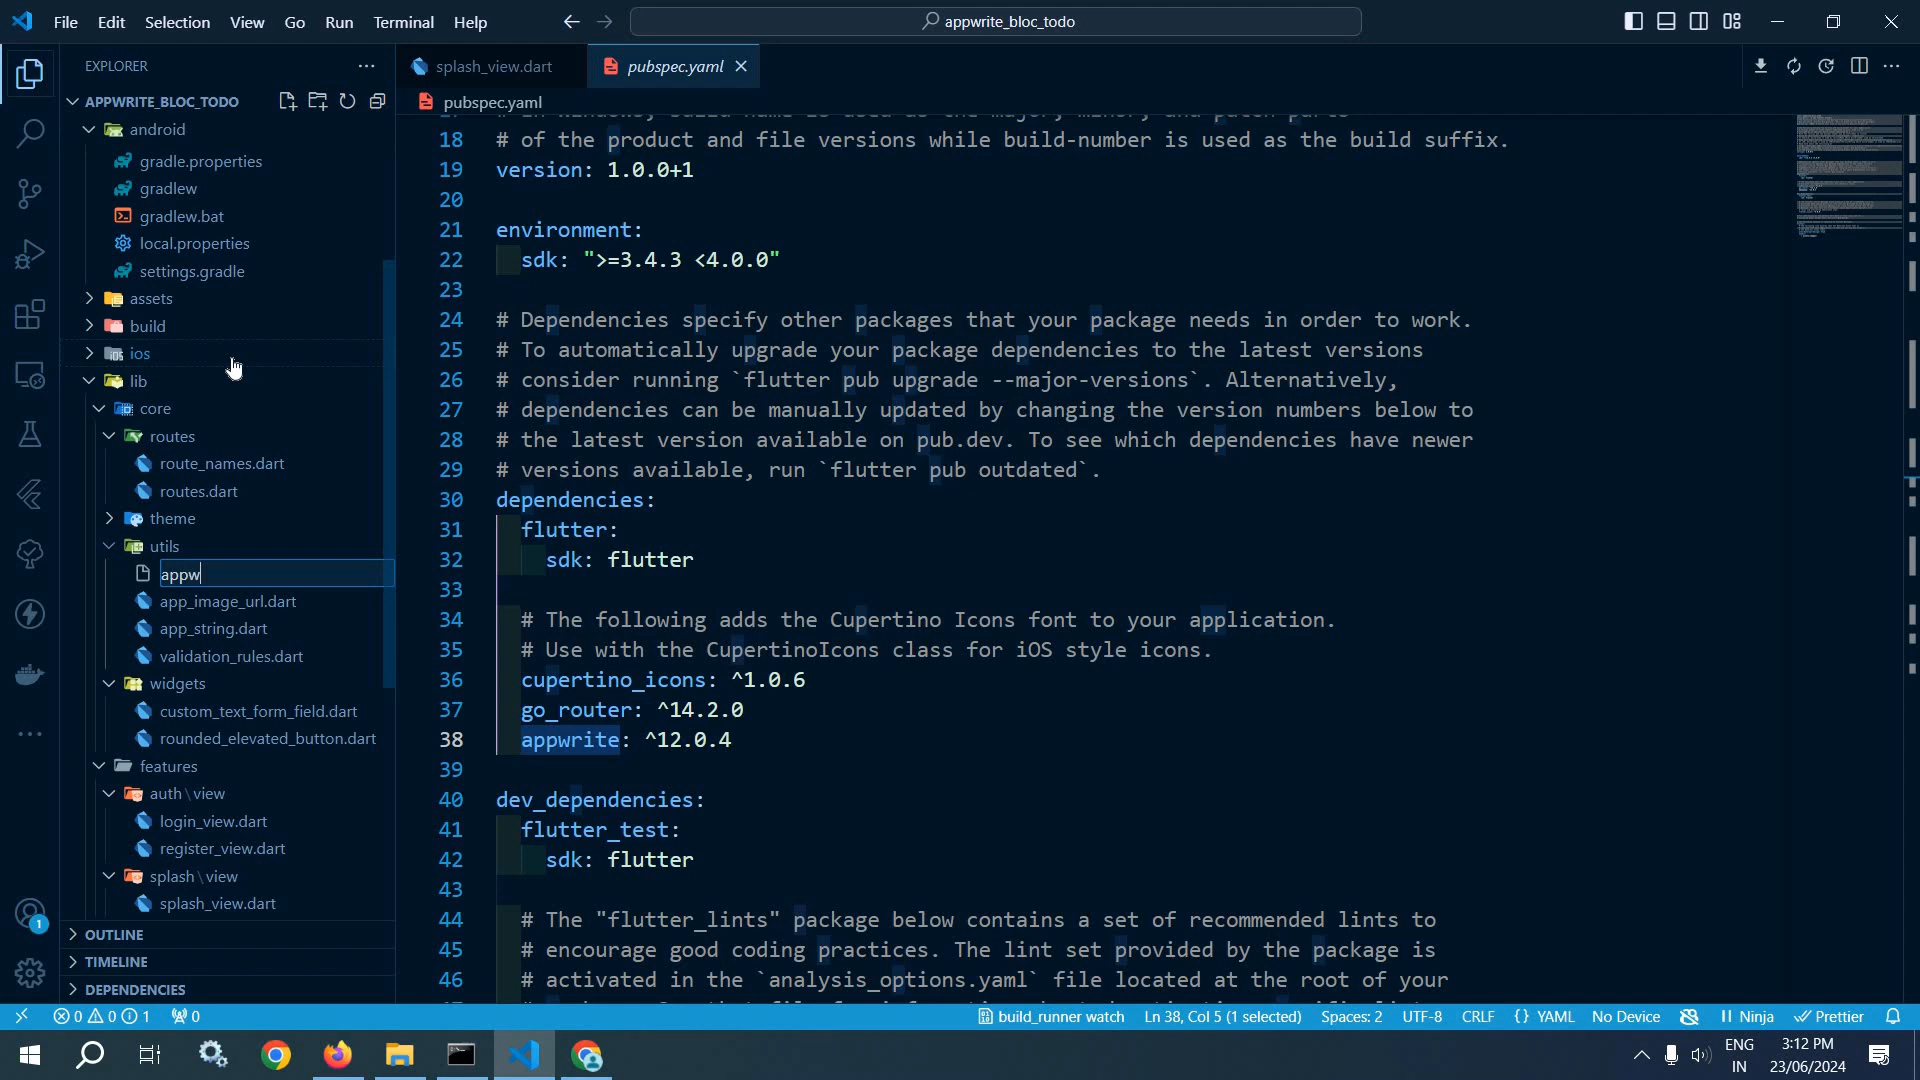 File Edit Selection View Go Run Terminal Help
appwrite_bloc_todo
EXPLORER
APPWRITE_BLOC_TODO
android
gradle.properties
gradlew
gradlew.bat
local.properties
settings.gradle
assets
build
ios
lib
core
routes
route_names.dart
routes.dart
theme
utils
appw
app_image_url.dart
app_string.dart
validation_rules.dart
widgets
custom_text_form_field.dart
rounded_elevated_button.dart
features
auth\view
login_view.dart
register_view.dart
splash\view
splash_view.dart
OUTLINE
TIMELINE
DEPENDENCIES
splash_view.dart
pubspec.yaml
pubspec.yaml
18 # of the product and file versions while build-number is used as the build suffix.
19 version: 1.0.0+1
20
21 environment:
22 sdk: ">=3.4.3 <4.0.0"
23
24 # Dependencies specify other packages that your package needs in order to work.
25 # To automatically upgrade your package dependencies to the latest versions
26 # consider running `flutter pub upgrade --major-versions`. Alternatively,
27 # dependencies can be manually updated by changing the version numbers below to
28 # the latest version available on pub.dev. To see which dependencies have newer
29 # versions available, run `flutter pub outdated`.
30 dependencies:
31 flutter:
32 sdk: flutter
33
34 # The following adds the Cupertino Icons font to your application.
35 # Use with the CupertinoIcons class for iOS style icons.
36 cupertino_icons: ^1.0.6
37 go_router: ^14.2.0
38 appwrite: ^12.0.4
39
40 dev_dependencies:
41 flutter_test:
42 sdk: flutter
43
44 # The "flutter_lints" package below contains a set of recommended lints to
45 # encourage good coding practices. The lint set provided by the package is
46 # activated in the `analysis_options.yaml` file located at the root of your
1
0 0 1 0
build_runner watch Ln 38, Col 5 (1 selected) Spaces: 2 UTF-8 CRLF {} YAML No Device Ninja Prettier
ENG
IN
3:12 PM
23/06/2024